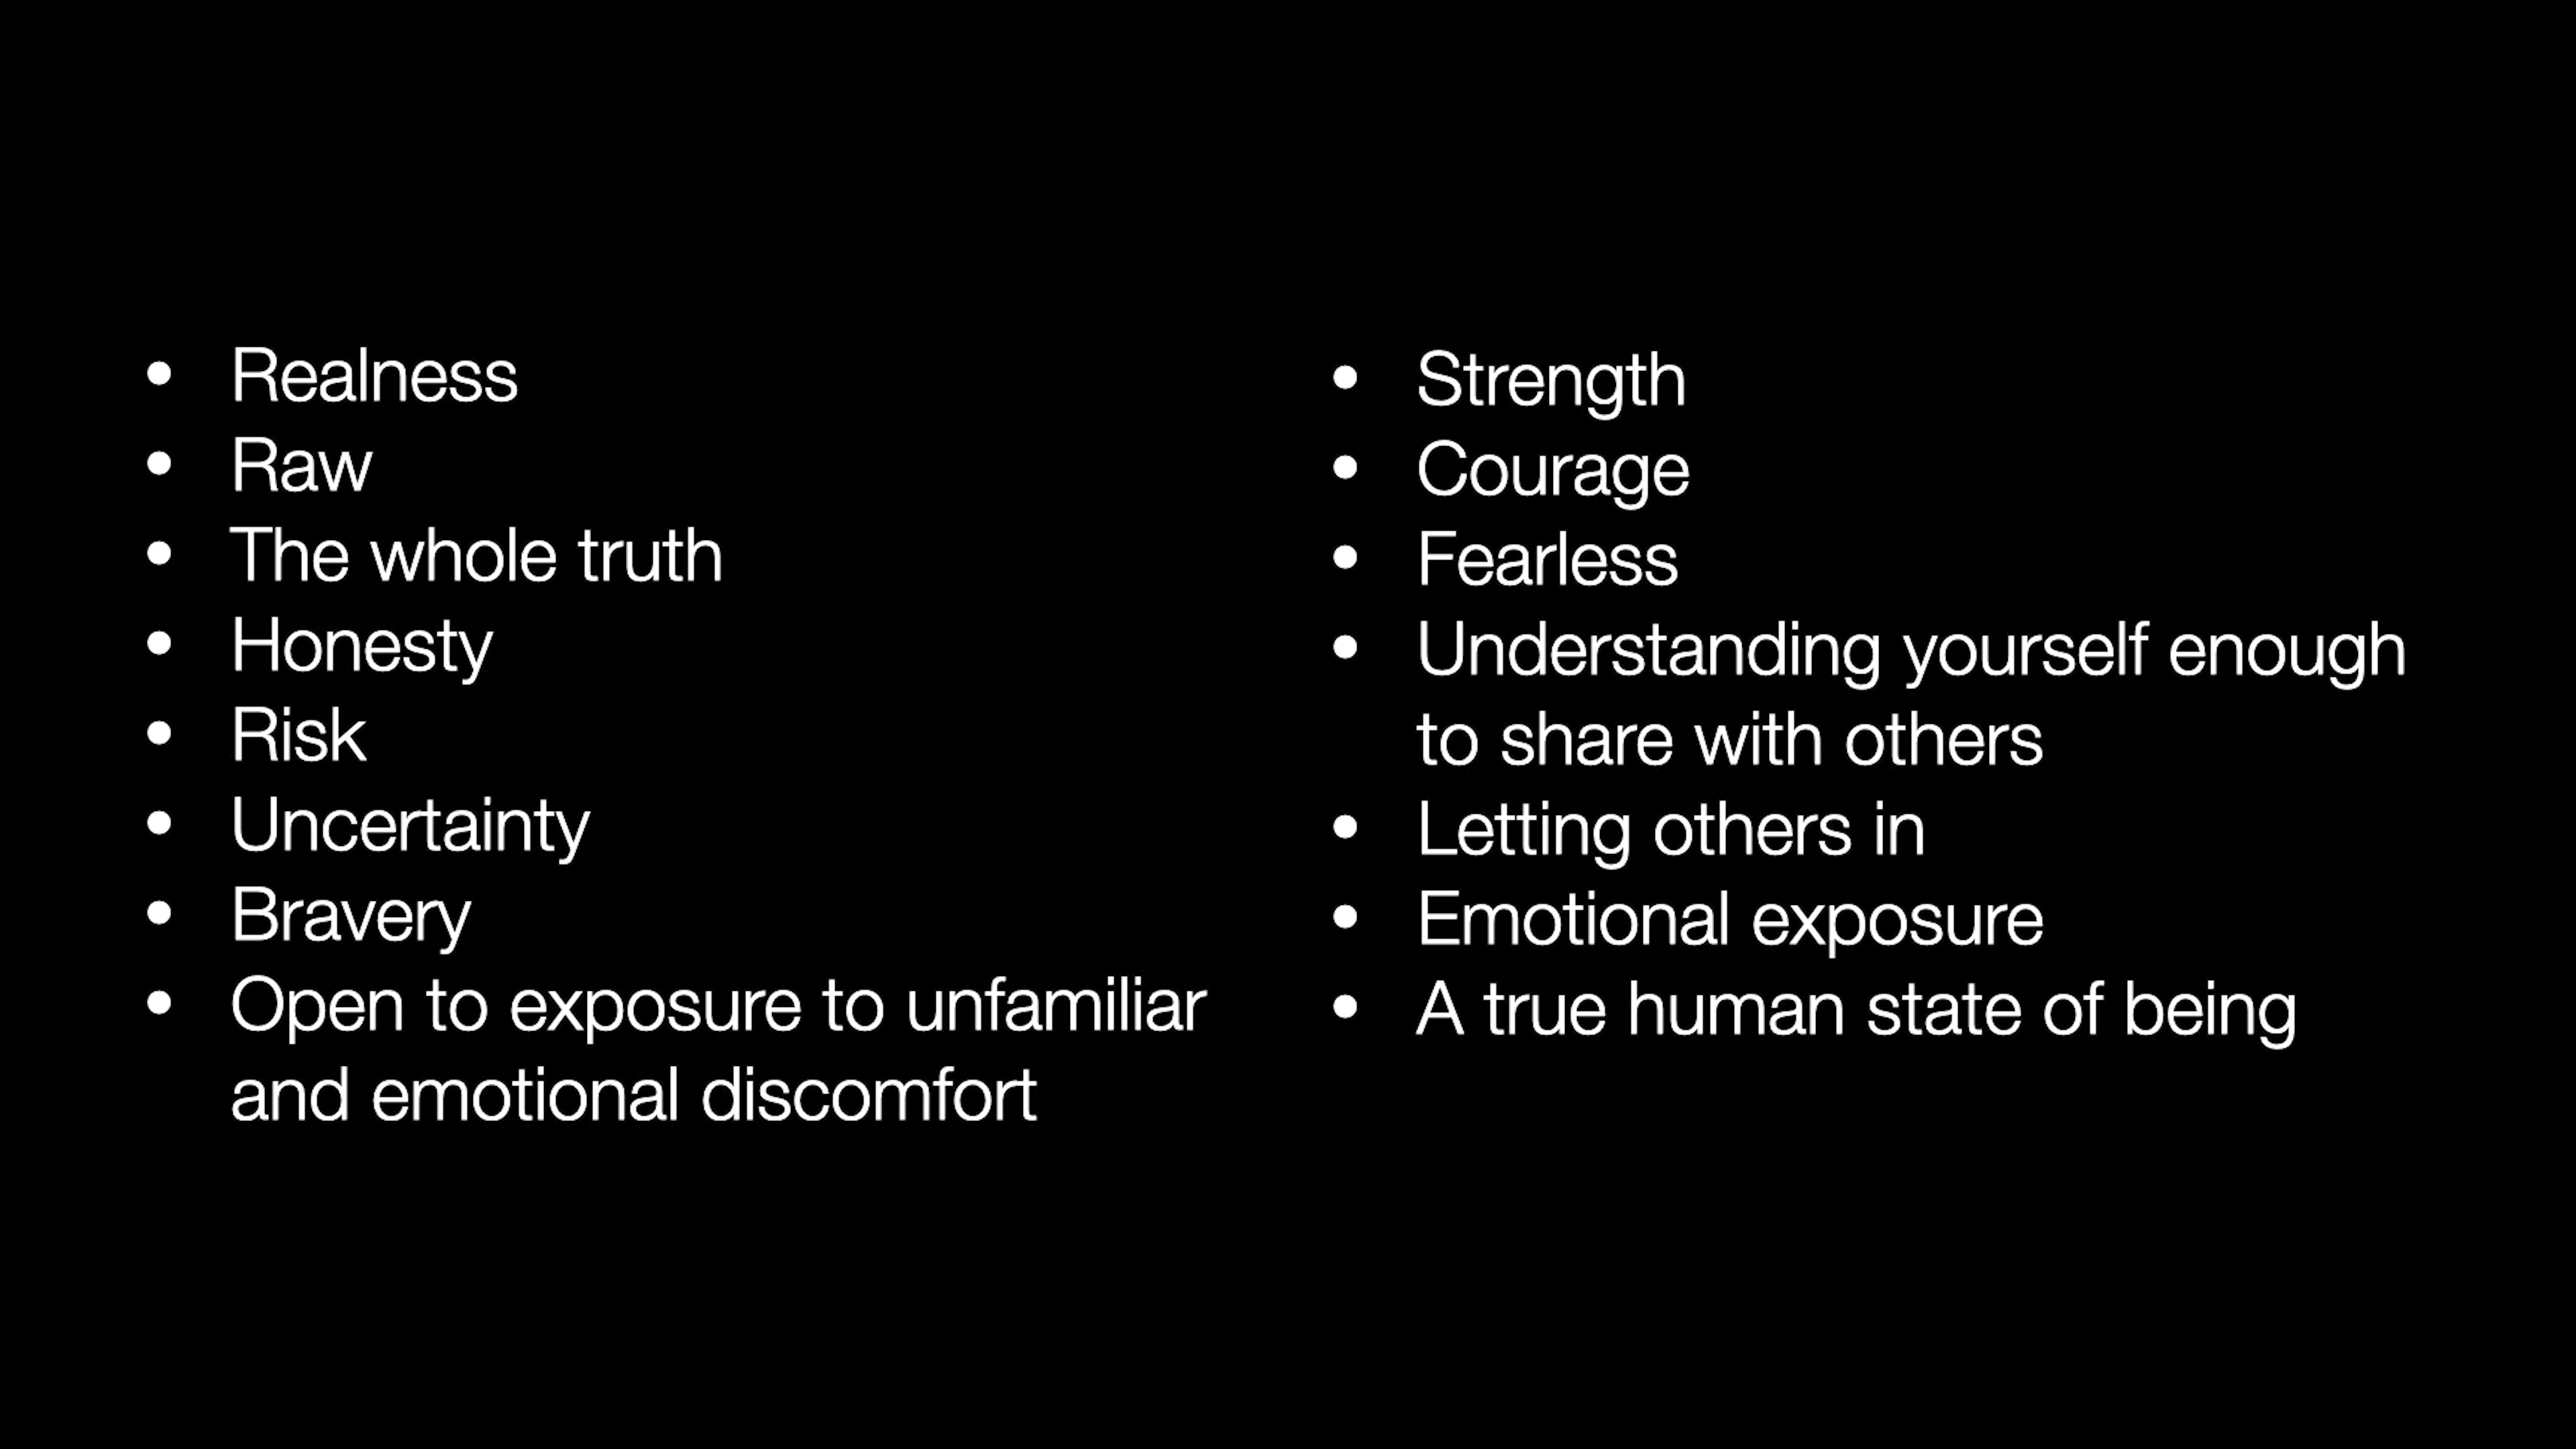 • Realness
• Raw
• The whole truth
• Honesty
• Risk
• Uncertainty
• Bravery
• Open to exposure to unfamiliar
and emotional discomfort
• Strength
• Courage
• Fearless
• Understanding yourself enough
to share with others
• Letting others in
• Emotional exposure
• A true human state of being